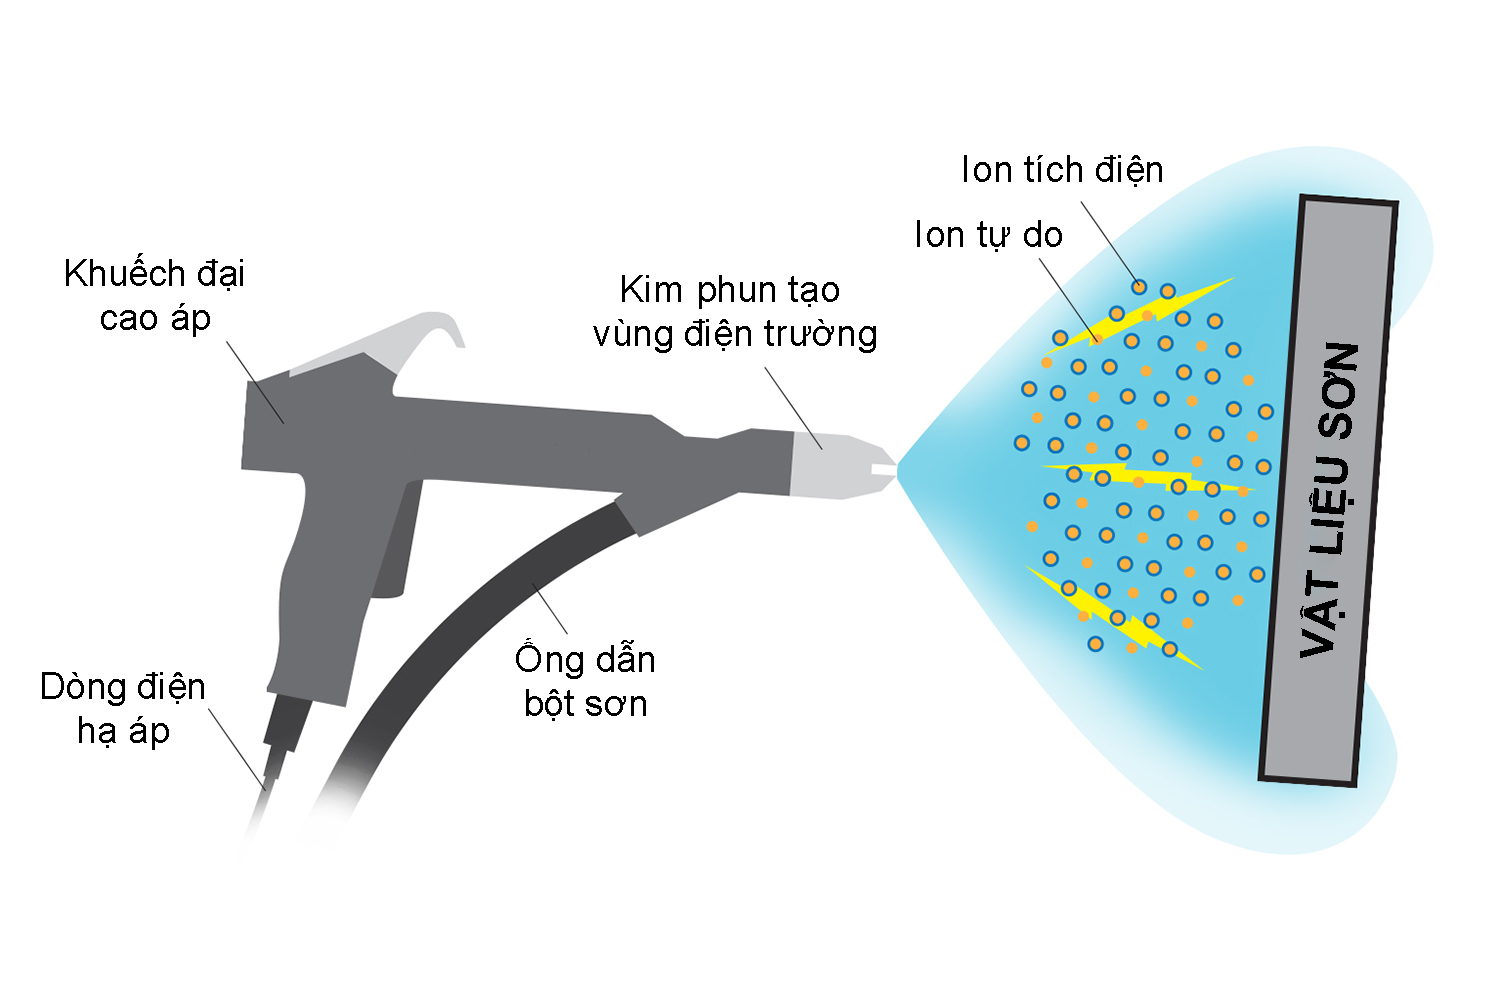 Ion tích điện
Ion tự do
Khuếch đại
cao áp
Kim phun tạo
vùng điện trường
VẬT LIỆU SƠN
Ống dẫn
bột sơn
Dòng điện
hạ áp